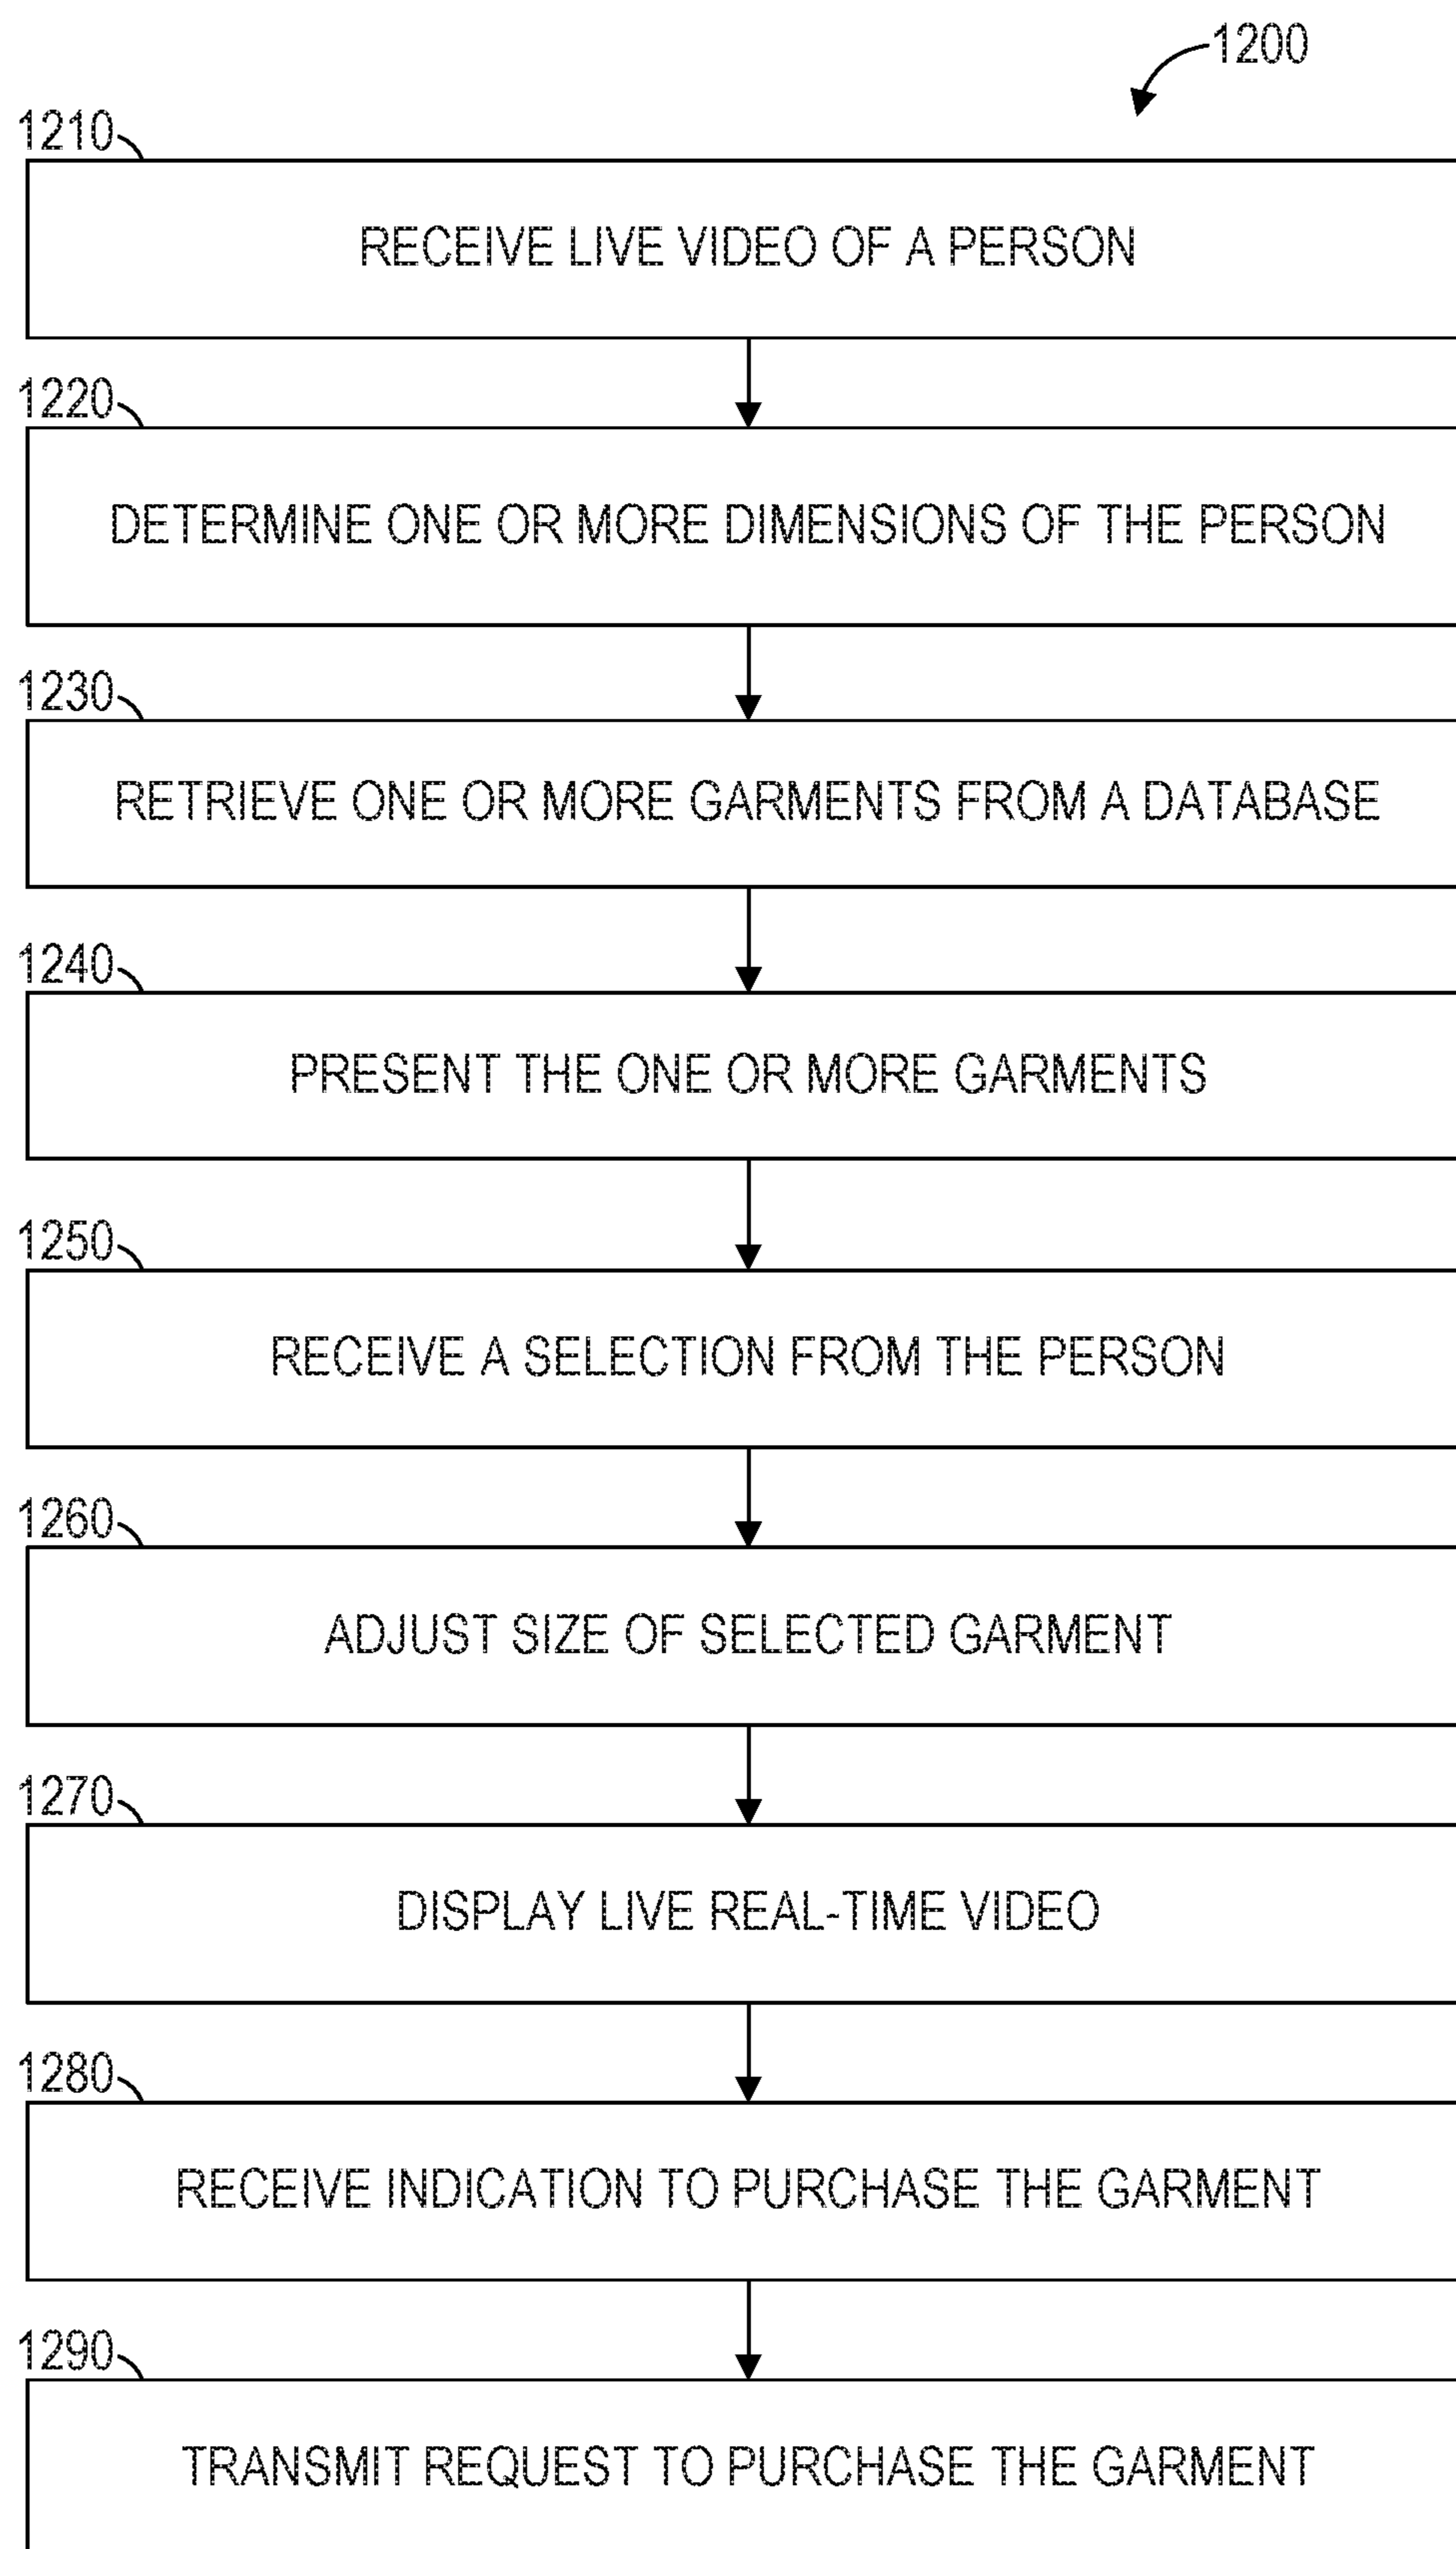 1200
1210
RECEIVE LIVE VIDEO OF A PERSON
1220
DETERMINE ONE OR MORE DIMENSIONS OF THE PERSON
1230
RETRIEVE ONE OR MORE GARMENTS FROM A DATABASE
1240
PRESENT THE ONE OR MORE GARMENTS
1250
RECEIVE A SELECTION FROM THE PERSON
1260
ADJUST SIZE OF SELECTED GARMENT
1270
DISPLAY LIVE REAL-TIME VIDEO
1280
RECEIVE INDICATION TO PURCHASE THE GARMENT
1290
TRANSMIT REQUEST TO PURCHASE THE GARMENT